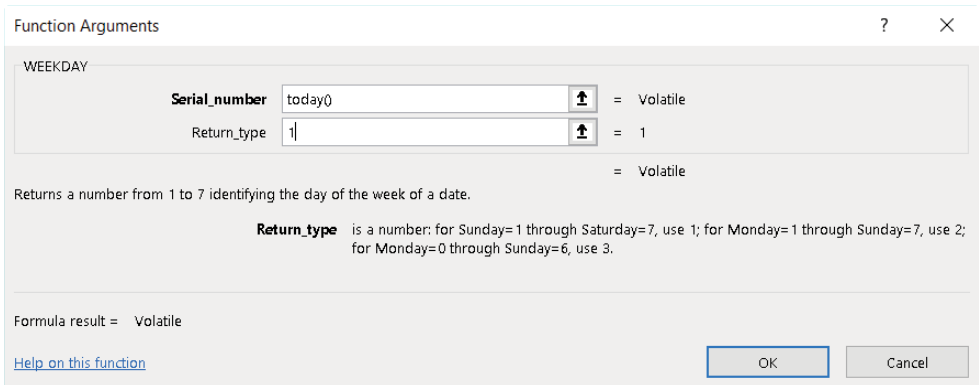 Function Arguments ?
WEEKDAY
Serial_number today() = Volatile
Return_type 1 = 1
= Volatile
Returns a number from 1 to 7 identifying the day of the week of a date.
Return_type is a number: for Sunday=1 through Saturday=7, use 1; for Monday=1 through Sunday=7, use 2;
for Monday=0 through Sunday=6, use 3.
Formula result = Volatile
Help on this function OK Cancel